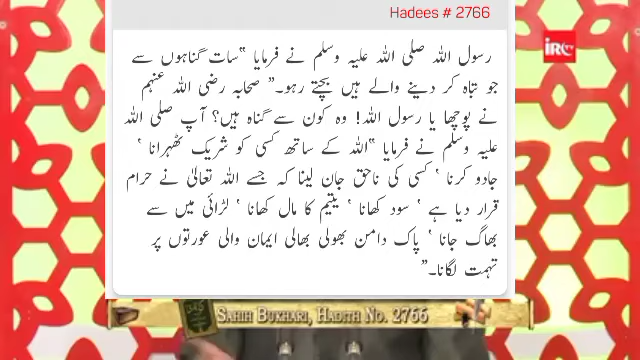 Hadees # 2766
رسول اللہ صلی اللہ علیہ وسلم نے فرمایا ”سات گناہوں سے
جو تباہ کر دینے والے ہیں بچتے رہو۔” صحابہ رضی اللہ عنہم
نے پوچھا یا رسول اللہ! وہ کون سے گناہ ہیں؟ آپ صلی اللہ
علیہ وسلم نے فرمایا ”اللہ کے ساتھ کسی کو شریک ٹھہرانا ‘
جادو کرنا ‘ کسی کی ناحق جان لینا کہ جسے اللہ تعالیٰ نے حرام
قرار دیا ہے ‘ سود کھانا ‘ یتیم کا مال کھانا ‘ لڑائی میں سے
بھاگ جانا ‘ پاک دامن بھولی بھالی ایمان والی عورتوں پر
تہمت لگانا۔”
IRC TV
Sahih Bukhari, Hadith No. 2766